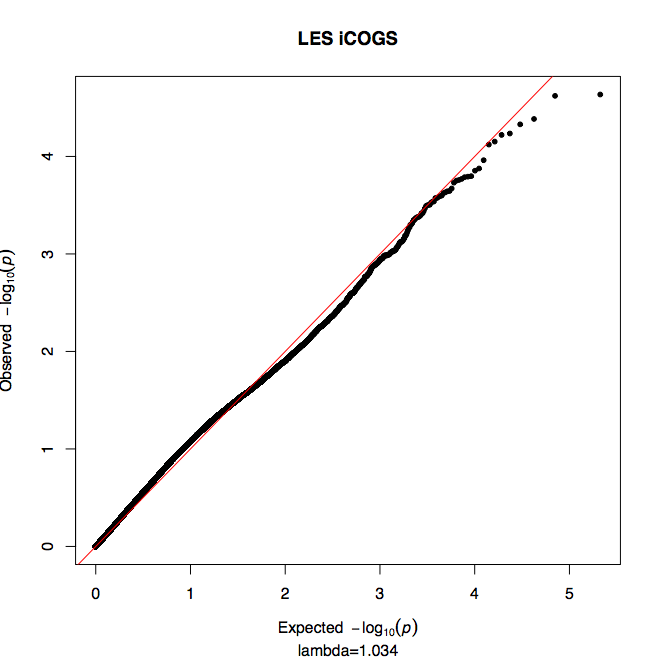 LES iCOGS
Observed −log10(p)
4
3
2
1
0
0 1 2 3 4 5
Expected −log10(p)
lambda=1.034